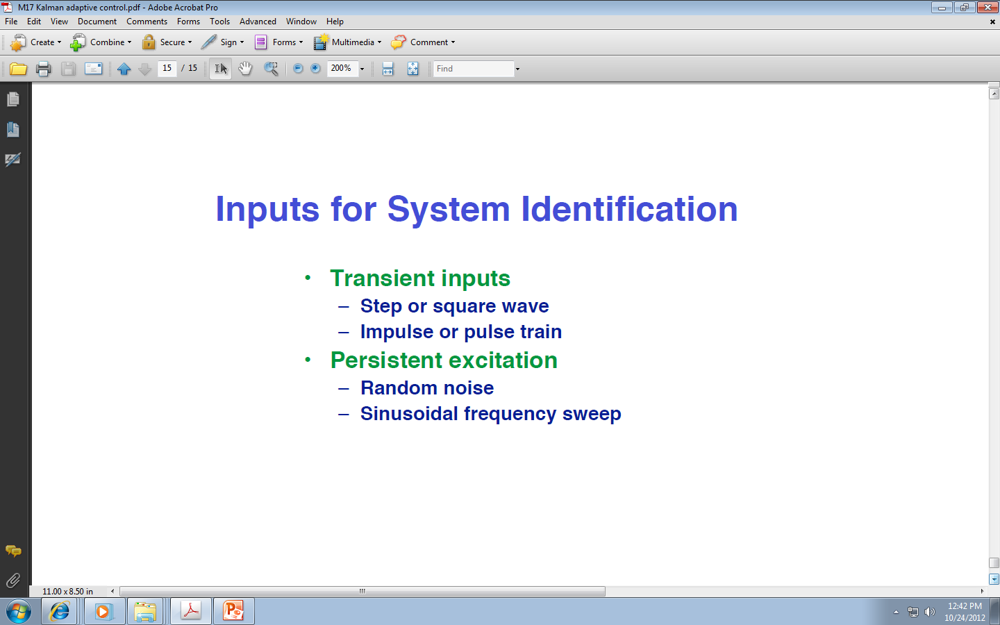 M17 Kalman adaptive control.pdf - Adobe Acrobat Pro
File Edit View Document Comments Forms Tools Advanced Window Help
Create Combine Secure Sign Forms Multimedia Comment
15 / 15 200% Find
Inputs for System Identification
• Transient inputs
– Step or square wave
– Impulse or pulse train
• Persistent excitation
– Random noise
– Sinusoidal frequency sweep
11.00 x 8.50 in
12:42 PM
10/24/2012